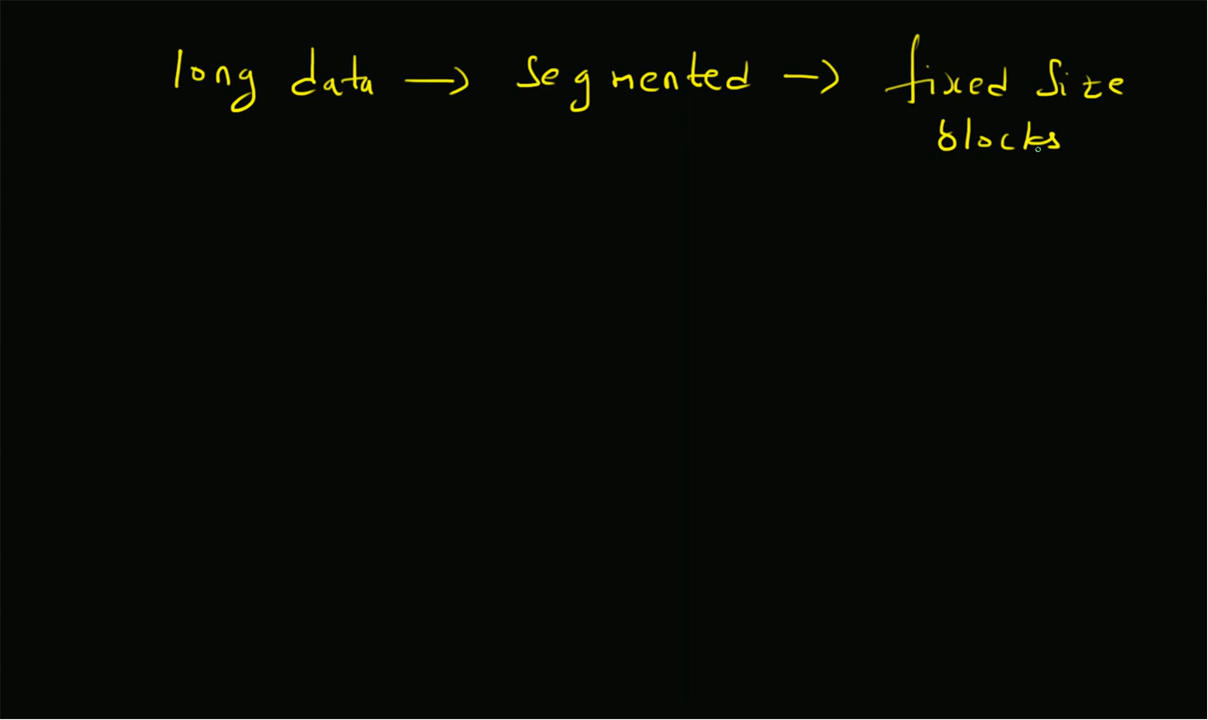 long data → Segmented → fixed Size
blocks